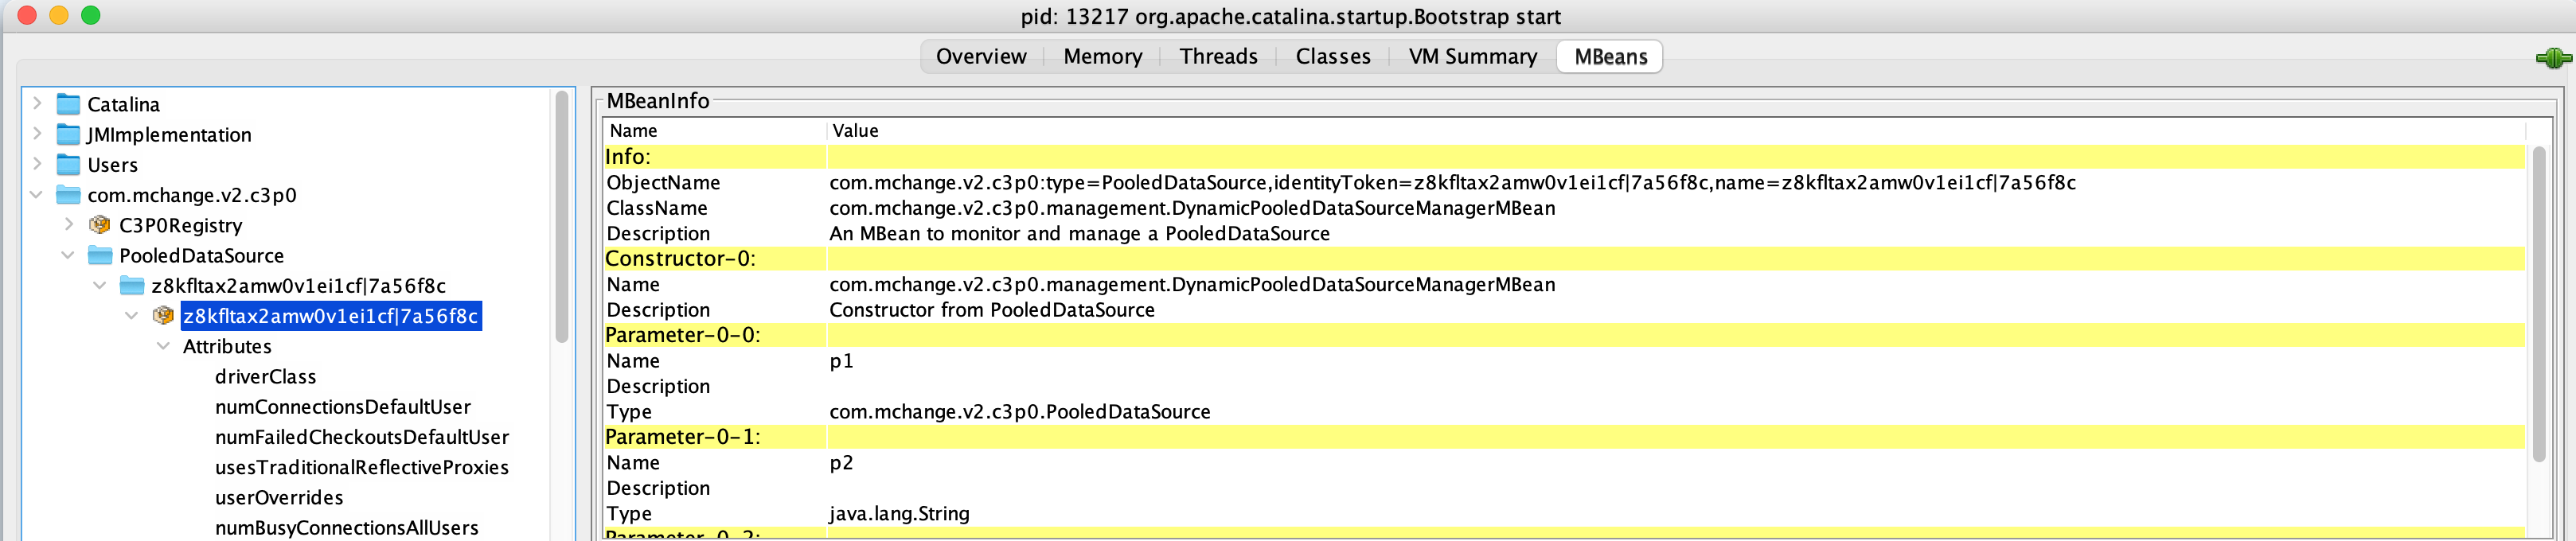 pid: 13217 org.apache.catalina.startup.Bootstrap start
Overview Memory Threads Classes VM Summary MBeans
Catalina
JMImplementation
Users
com.mchange.v2.c3p0
C3P0Registry
PooledDataSource
z8kfltax2amw0v1ei1cf|7a56f8c
z8kfltax2amw0v1ei1cf|7a56f8c
Attributes
driverClass
numConnectionsDefaultUser
numFailedCheckoutsDefaultUser
usesTraditionalReflectiveProxies
userOverrides
numBusyConnectionsAllUsers
MBeanInfo
Name Value
Info:
ObjectName com.mchange.v2.c3p0:type=PooledDataSource,identityToken=z8kfltax2amw0v1ei1cf|7a56f8c,name=z8kfltax2amw0v1ei1cf|7a56f8c
ClassName com.mchange.v2.c3p0.management.DynamicPooledDataSourceManagerMBean
Description An MBean to monitor and manage a PooledDataSource
Constructor-0:
Name com.mchange.v2.c3p0.management.DynamicPooledDataSourceManagerMBean
Description Constructor from PooledDataSource
Parameter-0-0:
Name p1
Description
Type com.mchange.v2.c3p0.PooledDataSource
Parameter-0-1:
Name p2
Description
Type java.lang.String
Parameter-0-2: